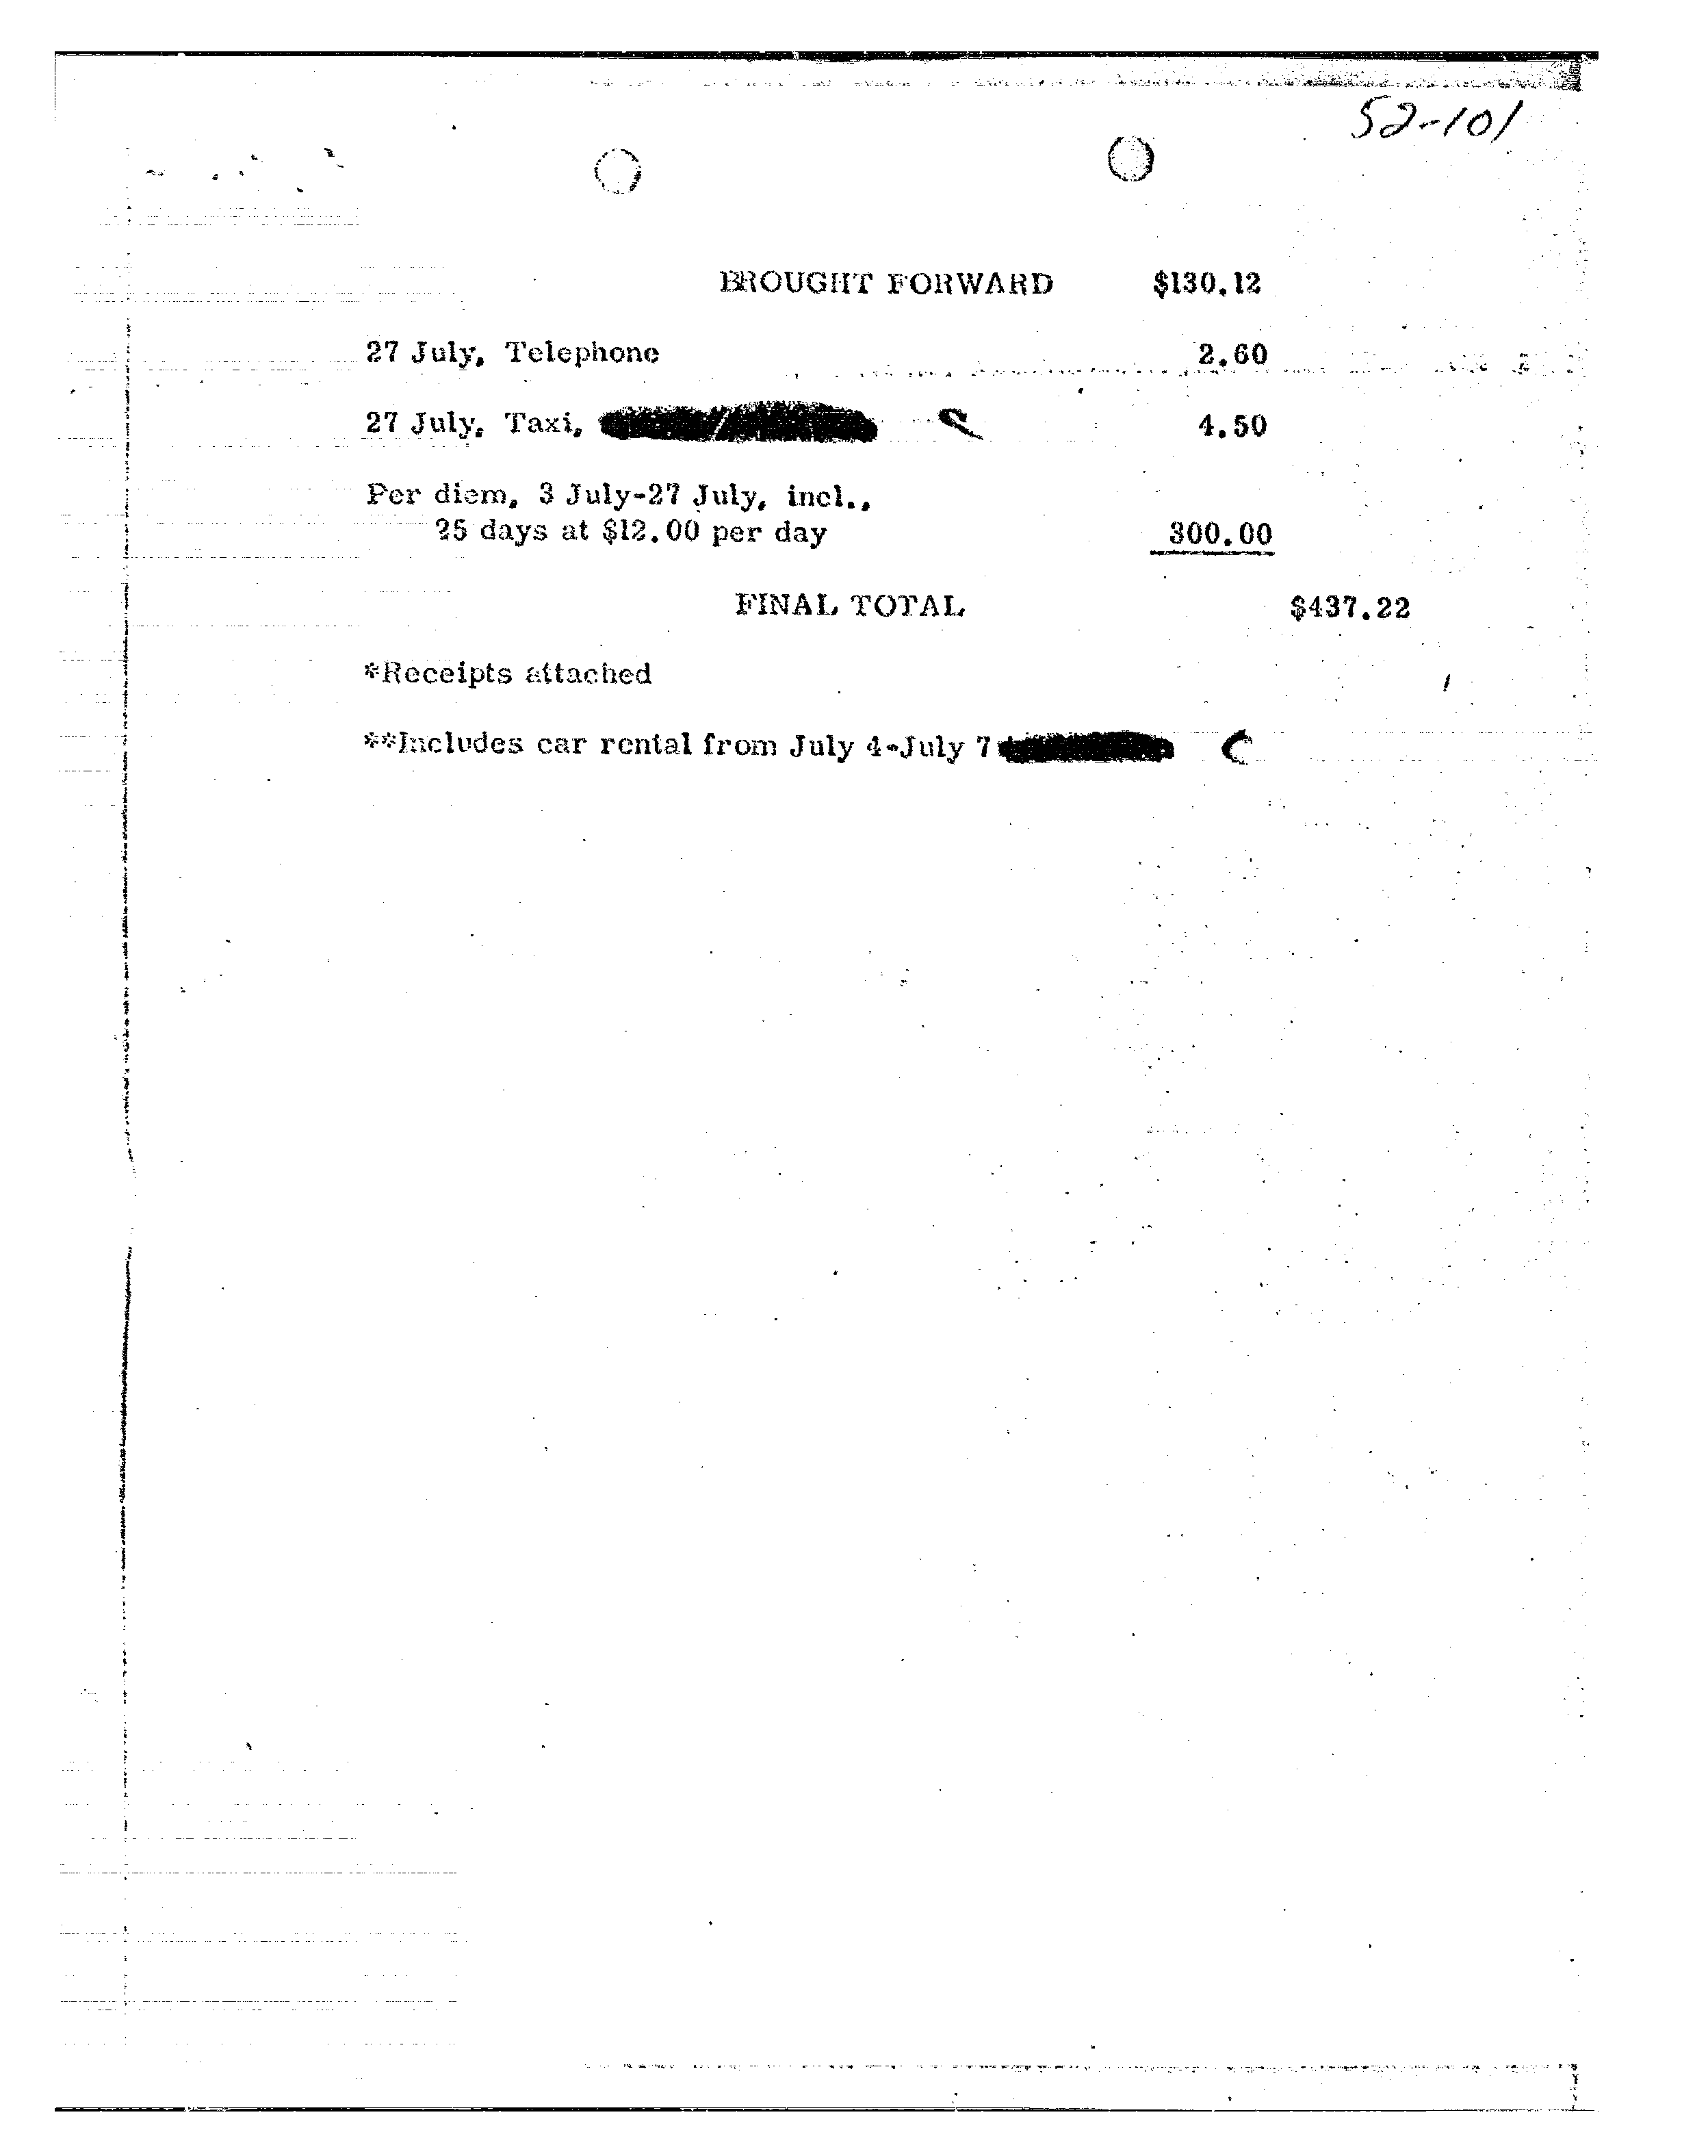 52-101
BROUGHT FORWARD $130.12
27 July, Telephone 2.60
27 July, Taxi, 4.50
Per diem, 3 July-27 July, incl.,
25 days at $12.00 per day 300.00
FINAL TOTAL $437.22
*Receipts attached
**Includes car rental from July 4-July 7